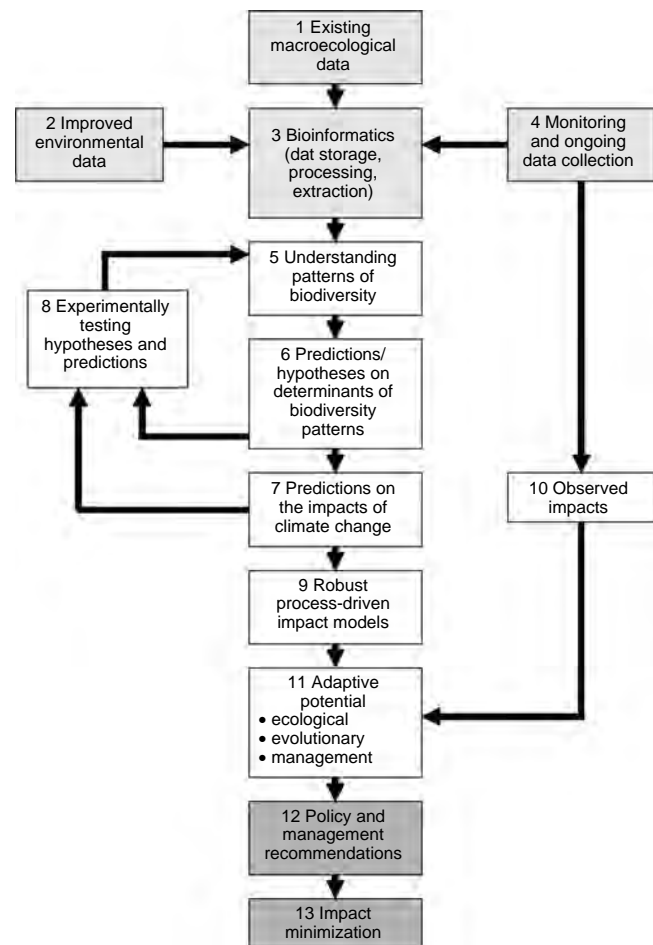 1 Existing
macroecological
data
2 Improved
environmental
data
3 Bioinformatics
(dat storage,
processing,
extraction)
4 Monitoring
and ongoing
data collection
5 Understanding
patterns of
biodiversity
8 Experimentally
testing
hypotheses and
predictions
6 Predictions/
hypotheses on
determinants of
biodiversity
patterns
7 Predictions on
the impacts of
climate change
10 Observed
impacts
9 Robust
process-driven
impact models
11 Adaptive
potential
• ecological
• evolutionary
• management
12 Policy and
management
recommendations
13 Impact
minimization